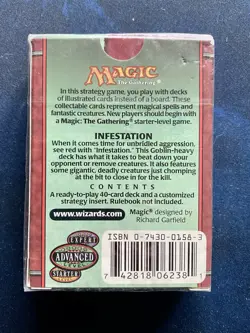 MAGIC
The Gathering®
In this strategy game, you play with decks
of illustrated cards instead of a board. These
collectable cards represent magical spells and
fantastic creatures. New players should begin with
a Magic: The Gathering® starter-level game.
INFESTATION
When it comes time for unbridled aggression,
see red with "Infestation." This Goblin-heavy
deck has what it takes to beat down your
opponent or remove creatures. It also features
some gigantic, deadly creatures just chomping
at the bit to close in for the kill.
CONTENTS
A ready-to-play 40-card deck and a customized
strategy insert. Rulebook not included.
www.wizards.com
Magic® designed by
Richard Garfield
EXPERT
ADVANCED
STARTER
ISBN 0-7430-0158-3
7 42818 06238 1